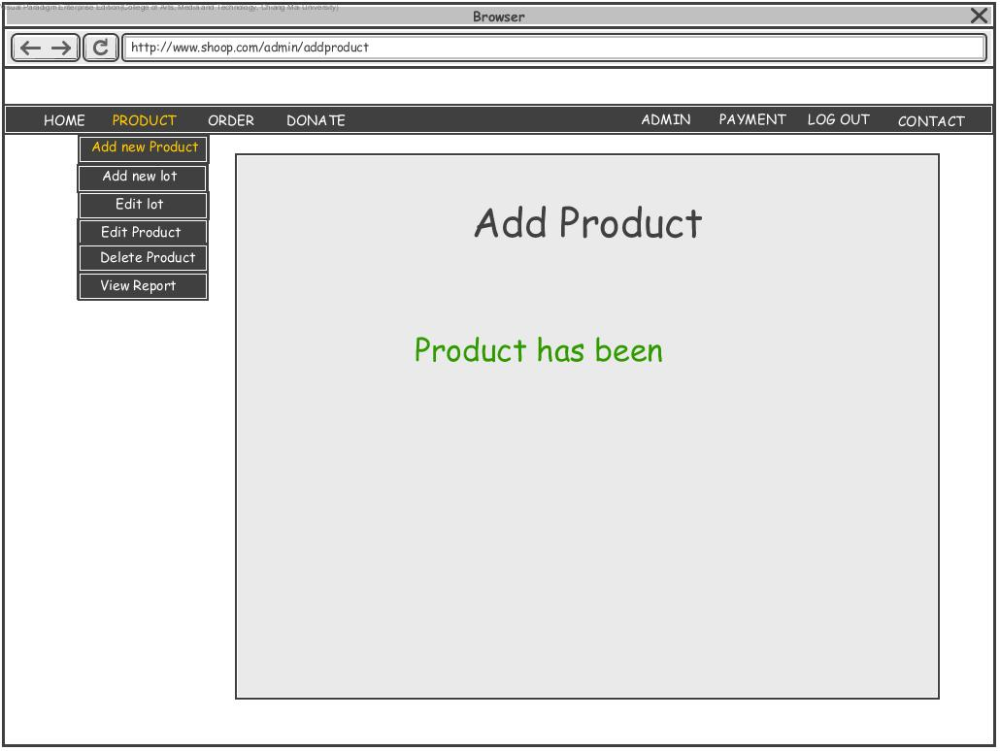 Visual Paradigm Enterprise Edition(College of Arts, Media and Technology, Chiang Mai University)
Browser
http://www.shoop.com/admin/addproduct
HOME PRODUCT ORDER DONATE ADMIN PAYMENT LOG OUT CONTACT
Add new Product
Add new lot
Edit lot
Edit Product
Delete Product
View Report
Add Product
Product has been